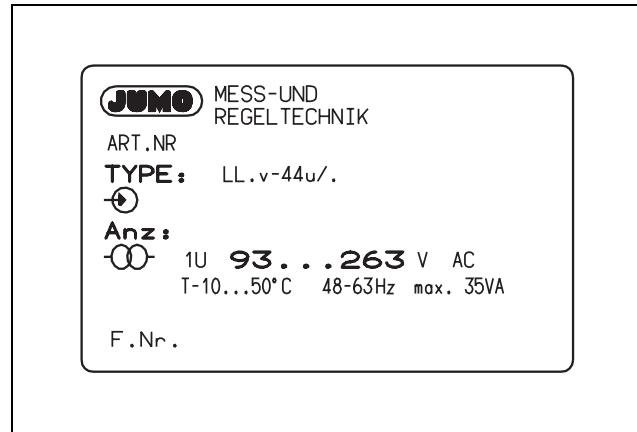 JUMO MESS-UND
REGELTECHNIK
ART.NR
TYPE: LL.v-44u/.
Anz:
1U 93...263 V AC
T-10...50°C 48-63Hz max. 35VA
F.Nr.